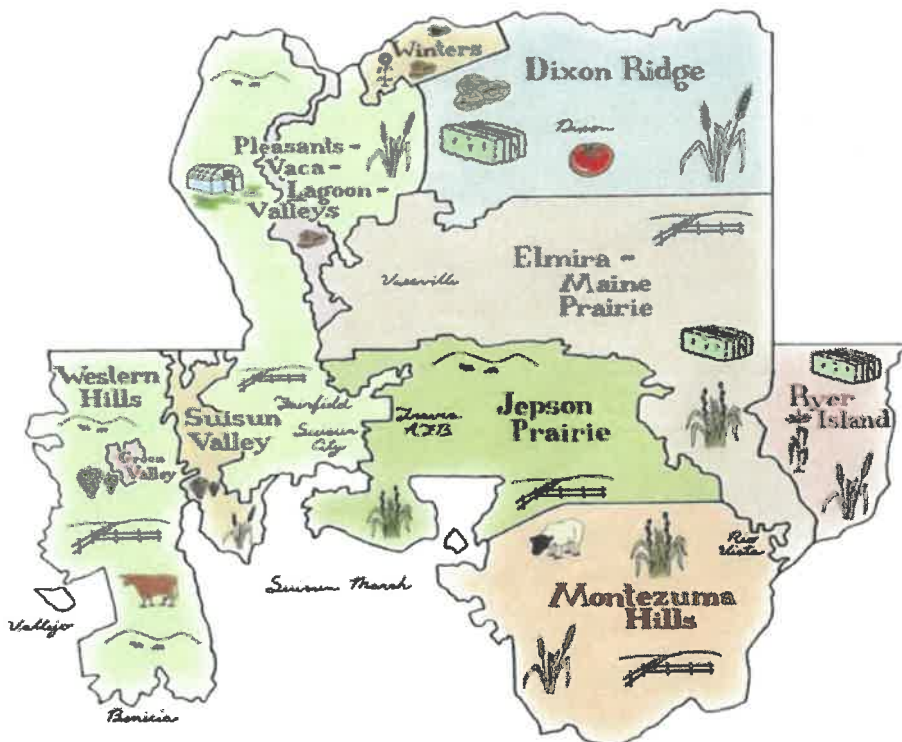 Winters
Dixon Ridge
Dixon
Pleasants-
Vaca-
Lagoon-
Valleys
Elmira -
Maine
Prairie
Vacaville
Western
Hills
Suisun
Valley
Fairfield
Suisun
City
Travis
AFB
Jepson
Prairie
Ryer
Island
Green
Valley
Rio
Vista
Suisun Marsh
Montezuma
Hills
Vallejo
Benicia